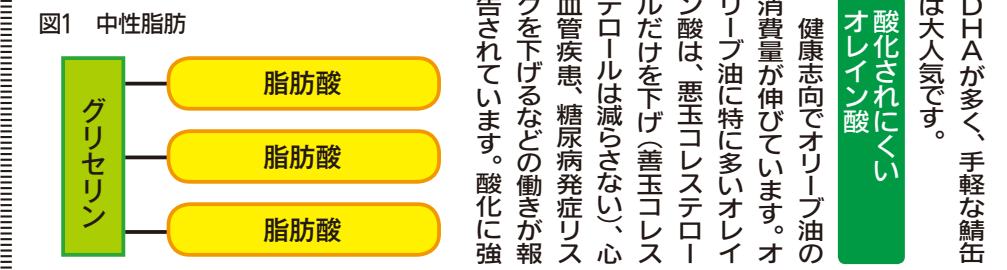 ＤＨＡが多く、手軽な鯖缶
は大人気です。
酸化されにくい
オレイン酸
健康志向でオリーブ油の
消費量が伸びています。オ
リーブ油に特に多いオレイ
ン酸は、悪玉コレステロー
ルだけを下げ（善玉コレス
テロールは減らさない）、心
血管疾患、糖尿病発症リス
クを下げるなどの働きが報
告されています。酸化に強
図1　中性脂肪
グリセリン
脂肪酸
脂肪酸
脂肪酸